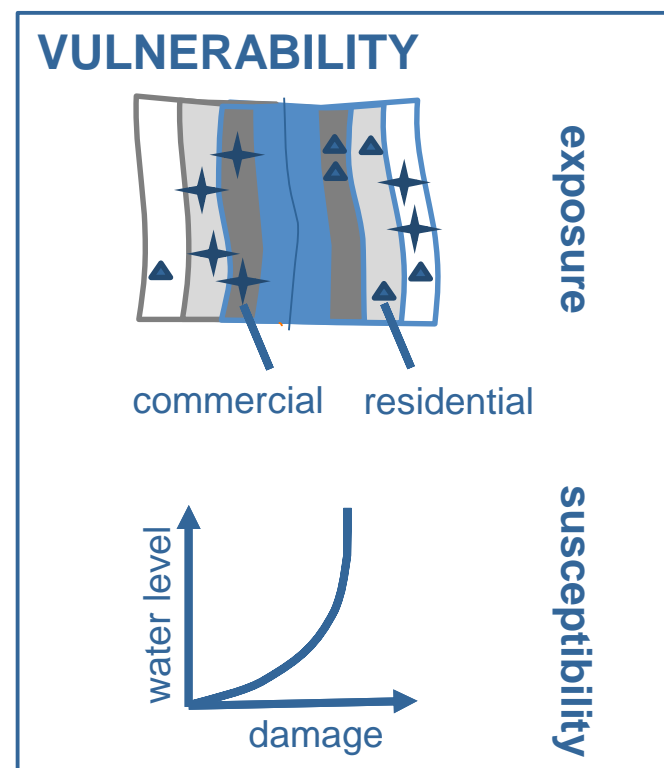 VULNERABILITY
exposure
commercial
residential
susceptibility
water level
damage